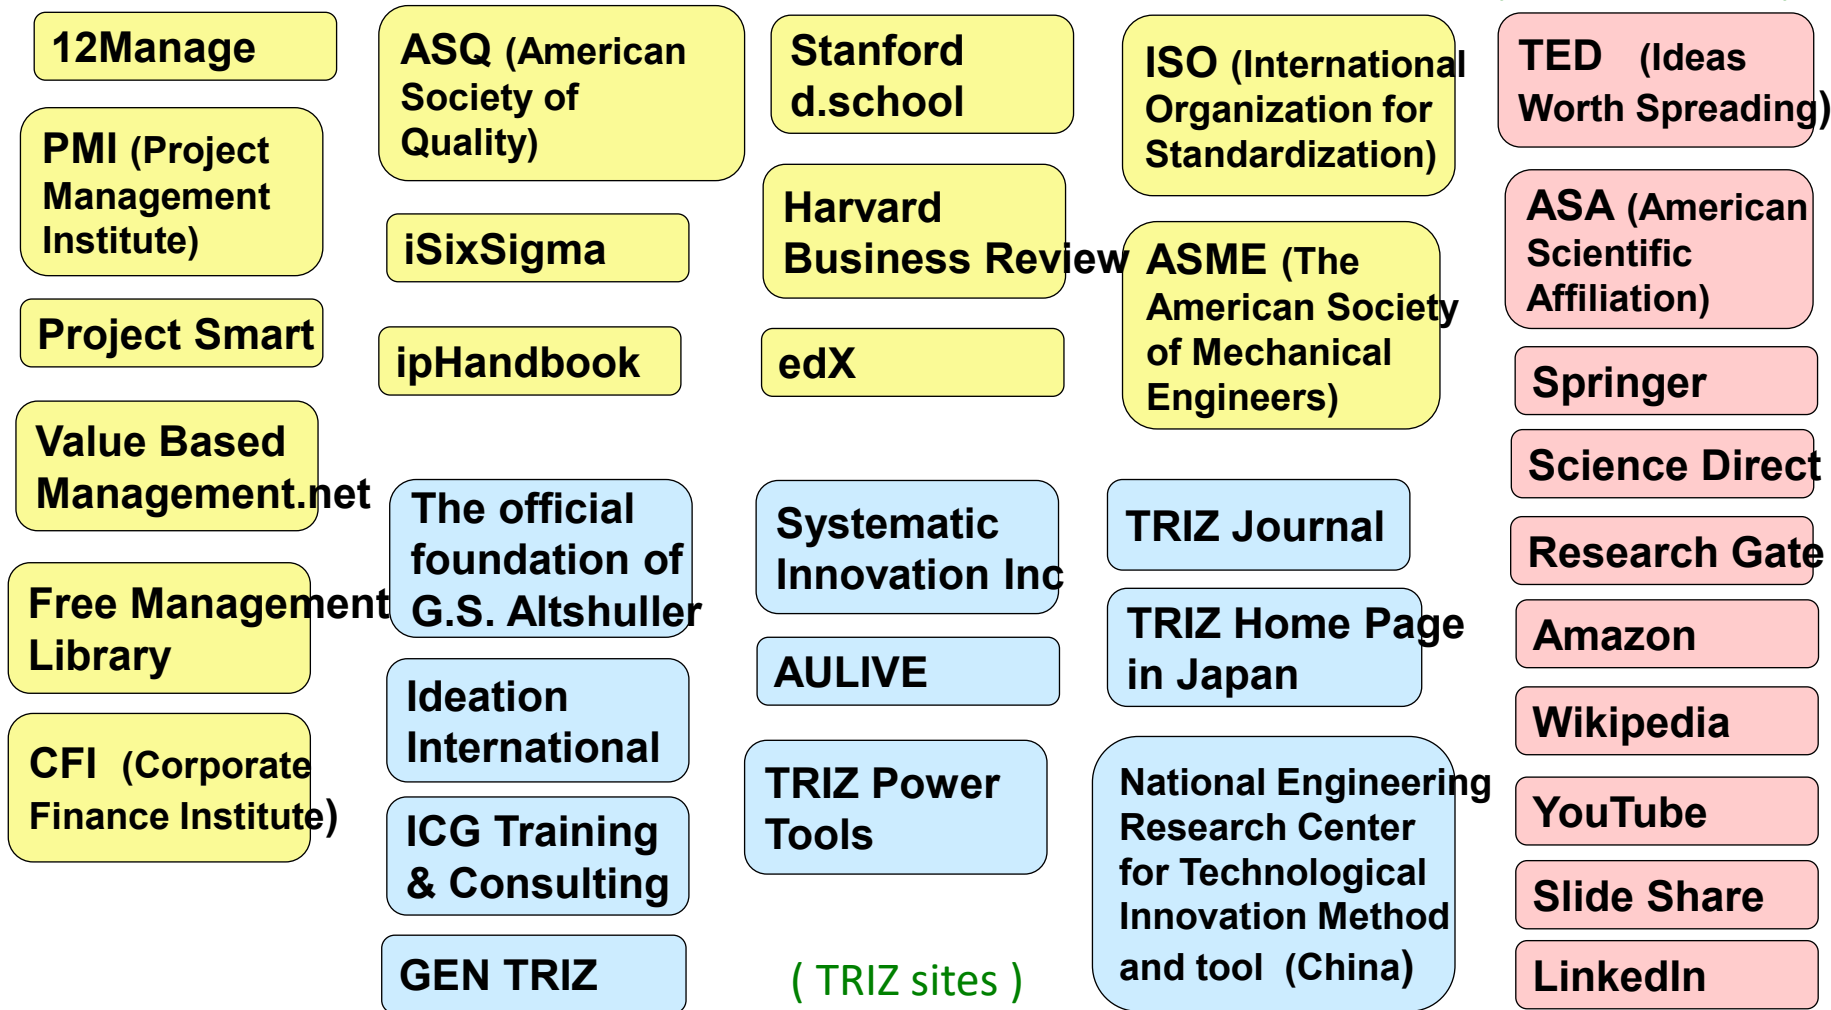 12Manage
PMI (Project
Management
Institute)
Project Smart
Value Based
Management.net
Free Management
Library
CFI (Corporate
Finance Institute)
ASQ (American
Society of
Quality)
iSixSigma
ipHandbook
The official
foundation of
G.S. Altshuller
Ideation
International
ICG Training
& Consulting
GEN TRIZ
Stanford
d.school
Harvard
Business Review
edX
Systematic
Innovation Inc
AULIVE
TRIZ Power
Tools
( TRIZ sites )
ISO (International
Organization for
Standardization)
ASME (The
American Society
of Mechanical
Engineers)
TRIZ Journal
TRIZ Home Page
in Japan
National Engineering
Research Center
for Technological
Innovation Method
and tool (China)
TED (Ideas
Worth Spreading)
ASA (American
Scientific
Affiliation)
Springer
Science Direct
Research Gate
Amazon
Wikipedia
YouTube
Slide Share
LinkedIn